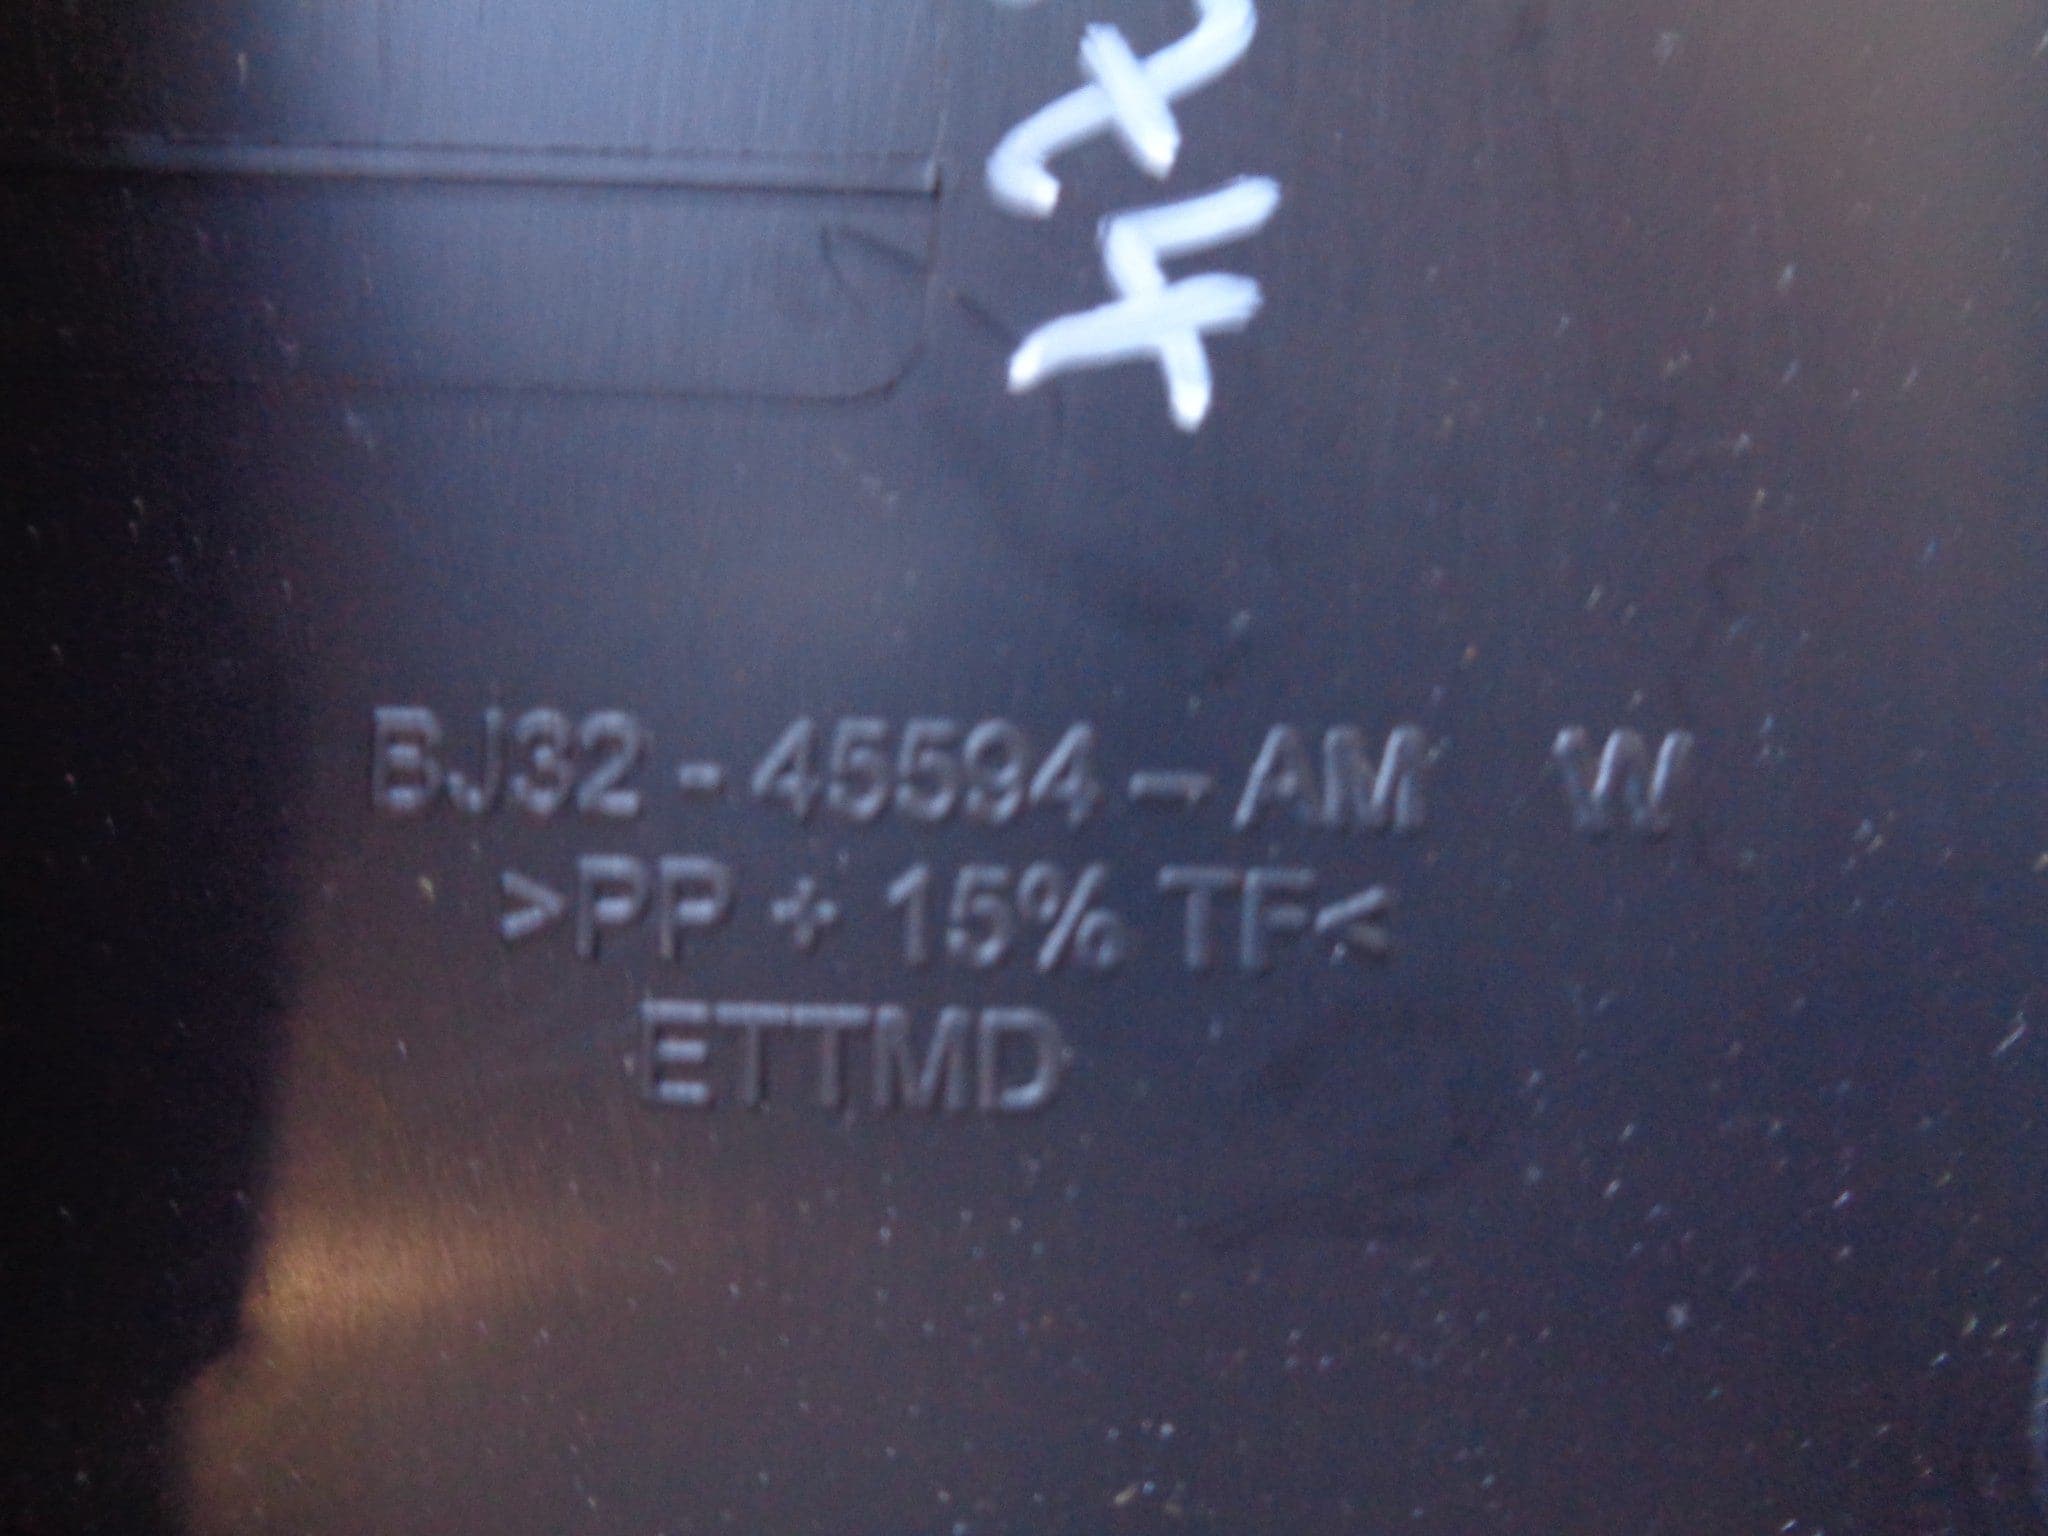 BJ32-45594-AM W
>PP + 15% TF<
ETTMD